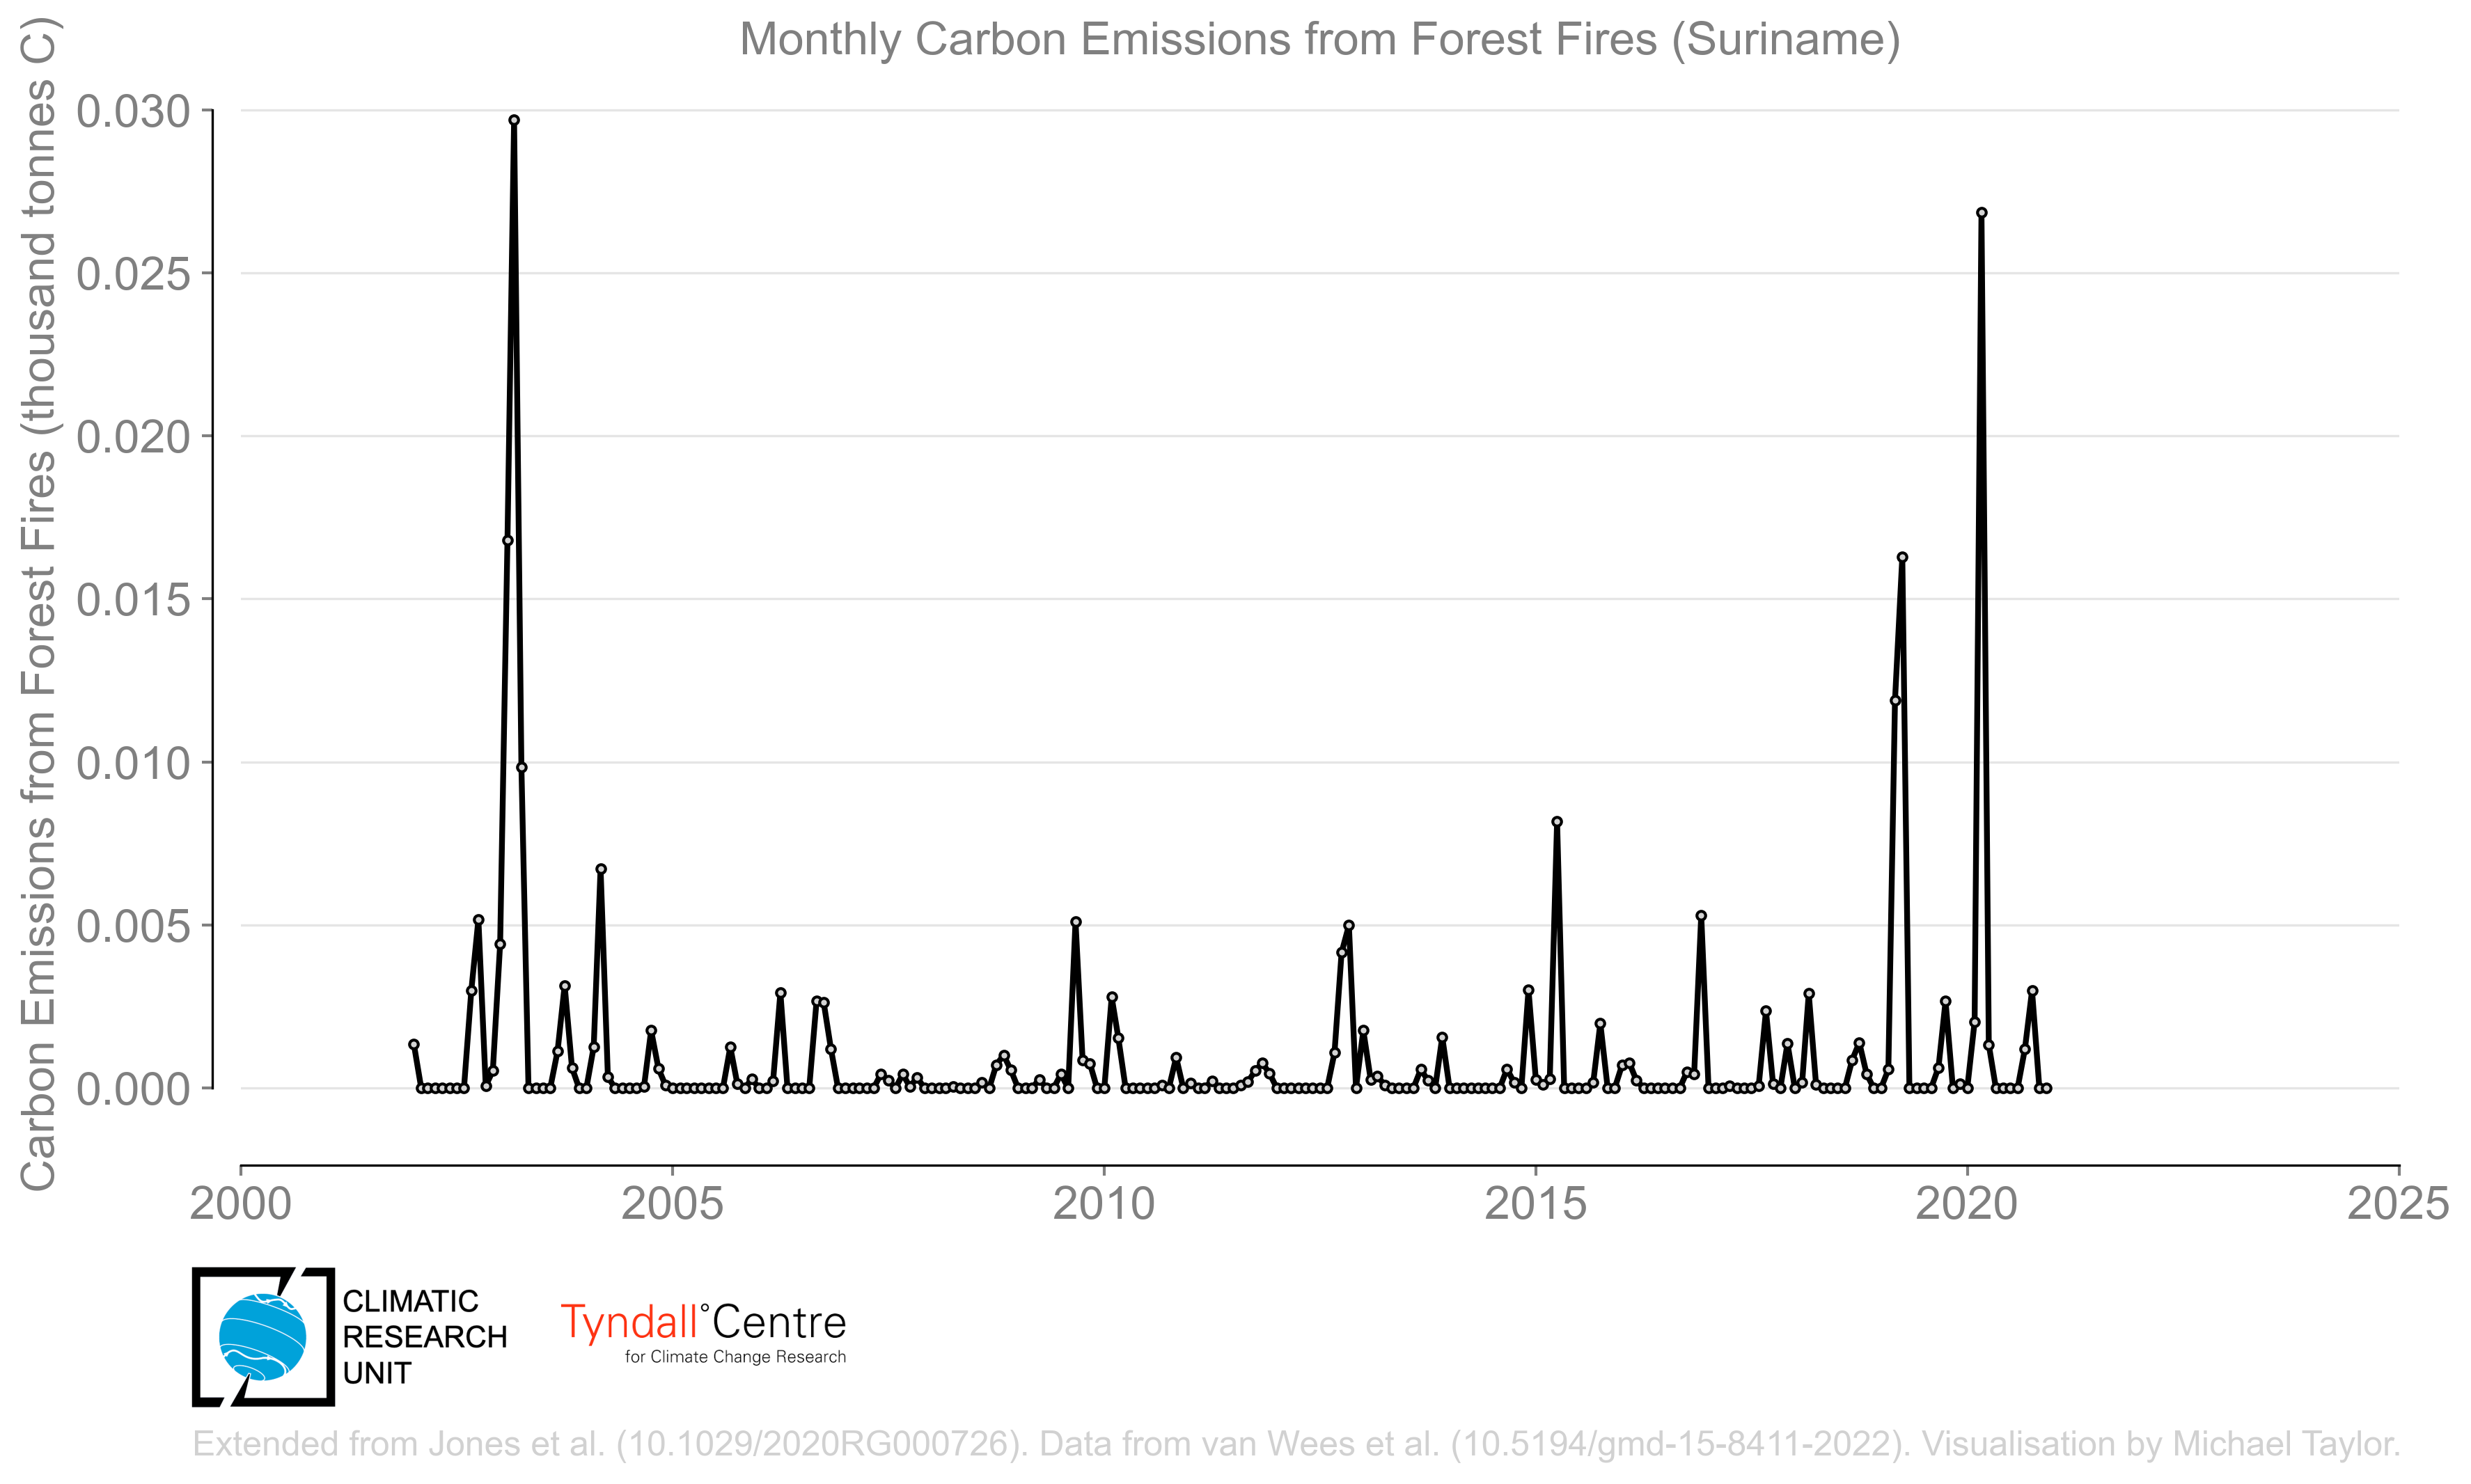 Monthly Carbon Emissions from Forest Fires (Suriname)
Carbon Emissions from Forest Fires (thousand tonnes C)
0.030
0.025
0.020
0.015
0.010
0.005
0.000
2000 2005 2010 2015 2020 2025
CLIMATIC
RESEARCH
UNIT
Tyndall°Centre
for Climate Change Research
Extended from Jones et al. (10.1029/2020RG000726). Data from van Wees et al. (10.5194/gmd-15-8411-2022). Visualisation by Michael Taylor.